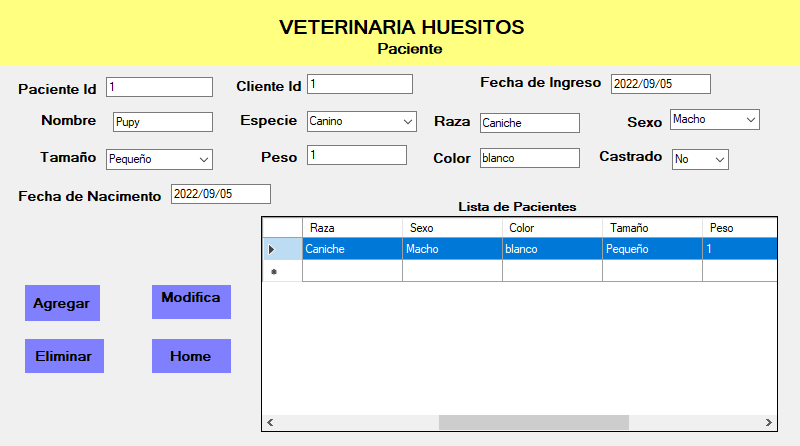 VETERINARIA HUESITOS
Paciente
Paciente Id 1 Cliente Id 1 Fecha de Ingreso 2022/09/05
Nombre Pupy Especie Canino Raza Caniche Sexo Macho
Tamaño Pequeño Peso 1 Color blanco Castrado No
Fecha de Nacimento 2022/09/05
Lista de Pacientes
Raza Sexo Color Tamaño Peso
Caniche Macho blanco Pequeño 1
Agregar Modifica
Eliminar Home